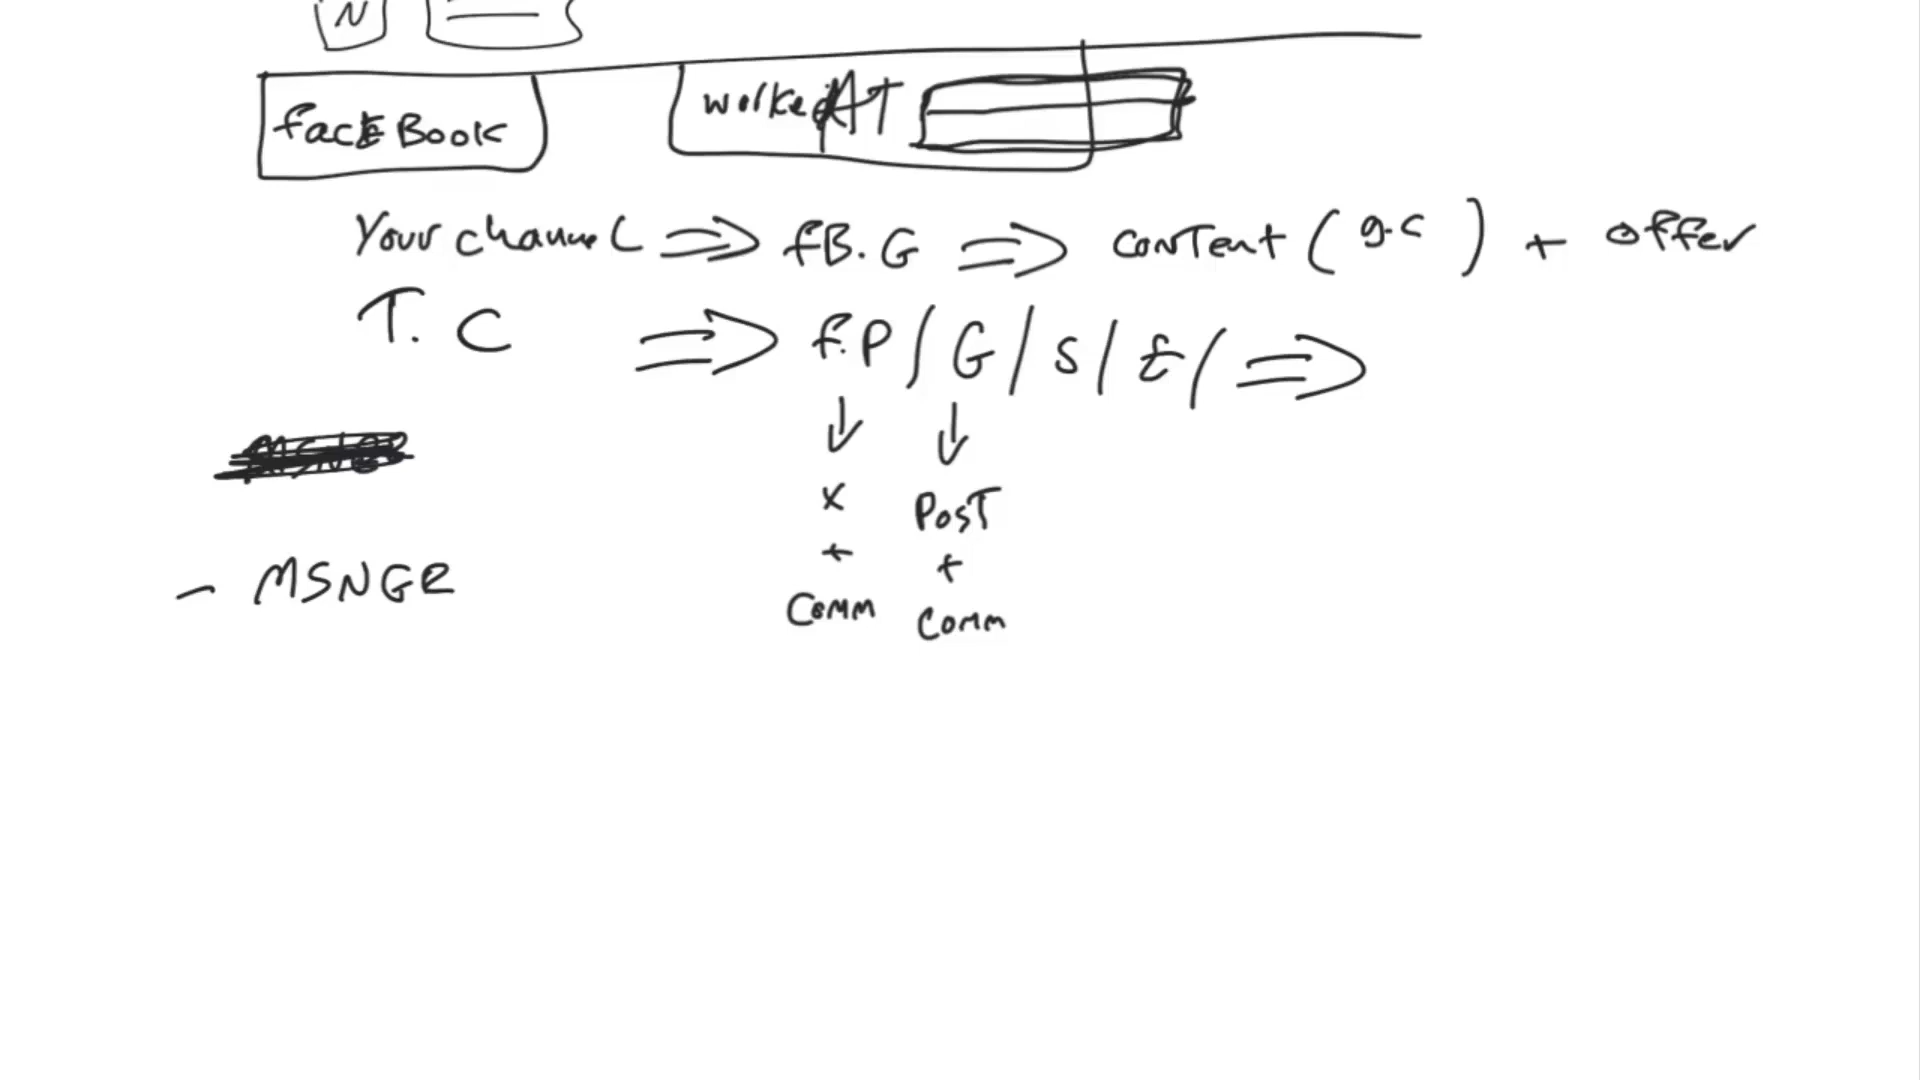 N
faceBook
workedAT
Your channel ⇒ fB.G ⇒ conTent (g.c) + offer
T.C ⇒ f.P/G/S/E/ ⇒
↓ ↓
x PosT
+ +
Comm Comm
- MSNGR